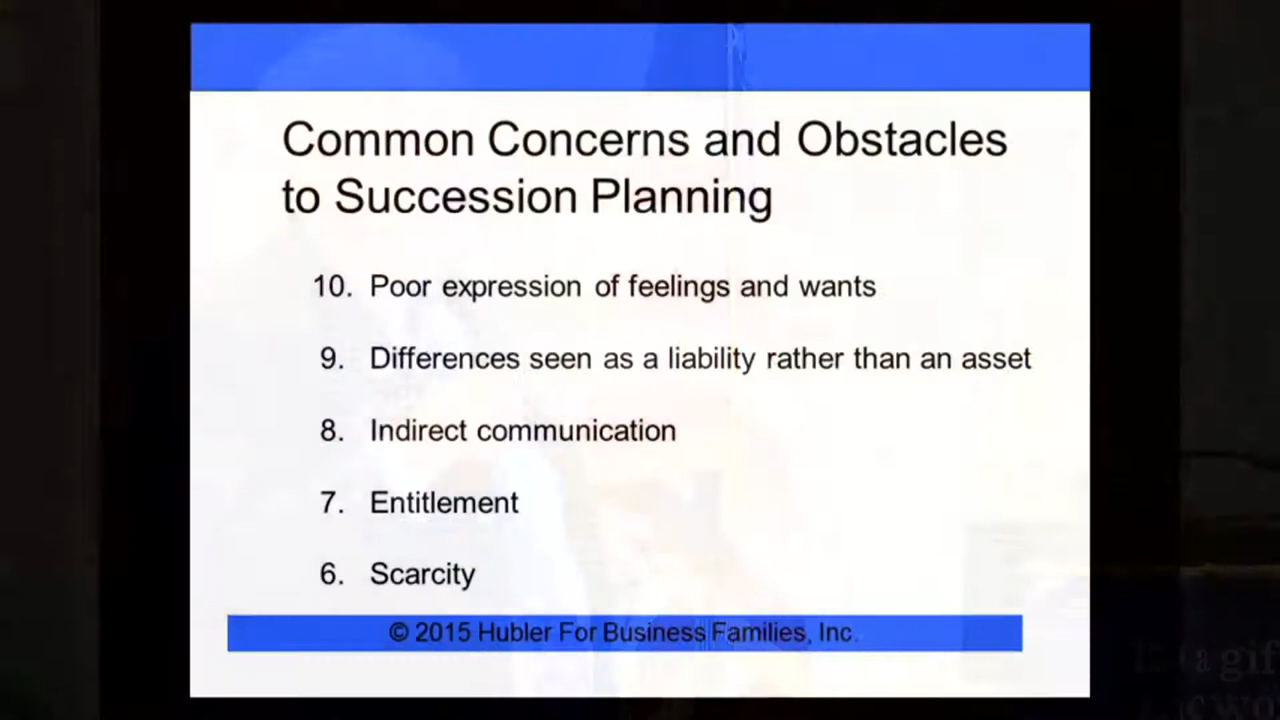 Common Concerns and Obstacles
to Succession Planning
10. Poor expression of feelings and wants
9. Differences seen as a liability rather than an asset
8. Indirect communication
7. Entitlement
6. Scarcity
© 2015 Hubler For Business Families, Inc.
a gif